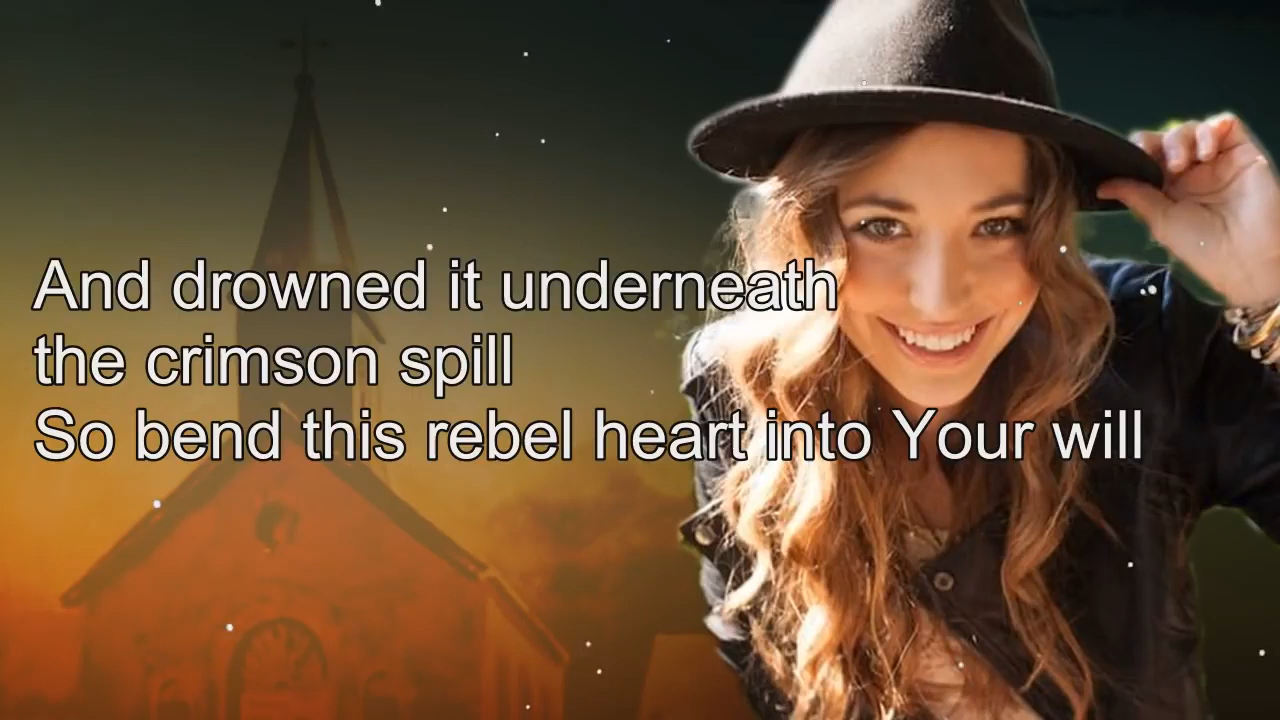 And drowned it underneath
the crimson spill
So bend this rebel heart into Your will